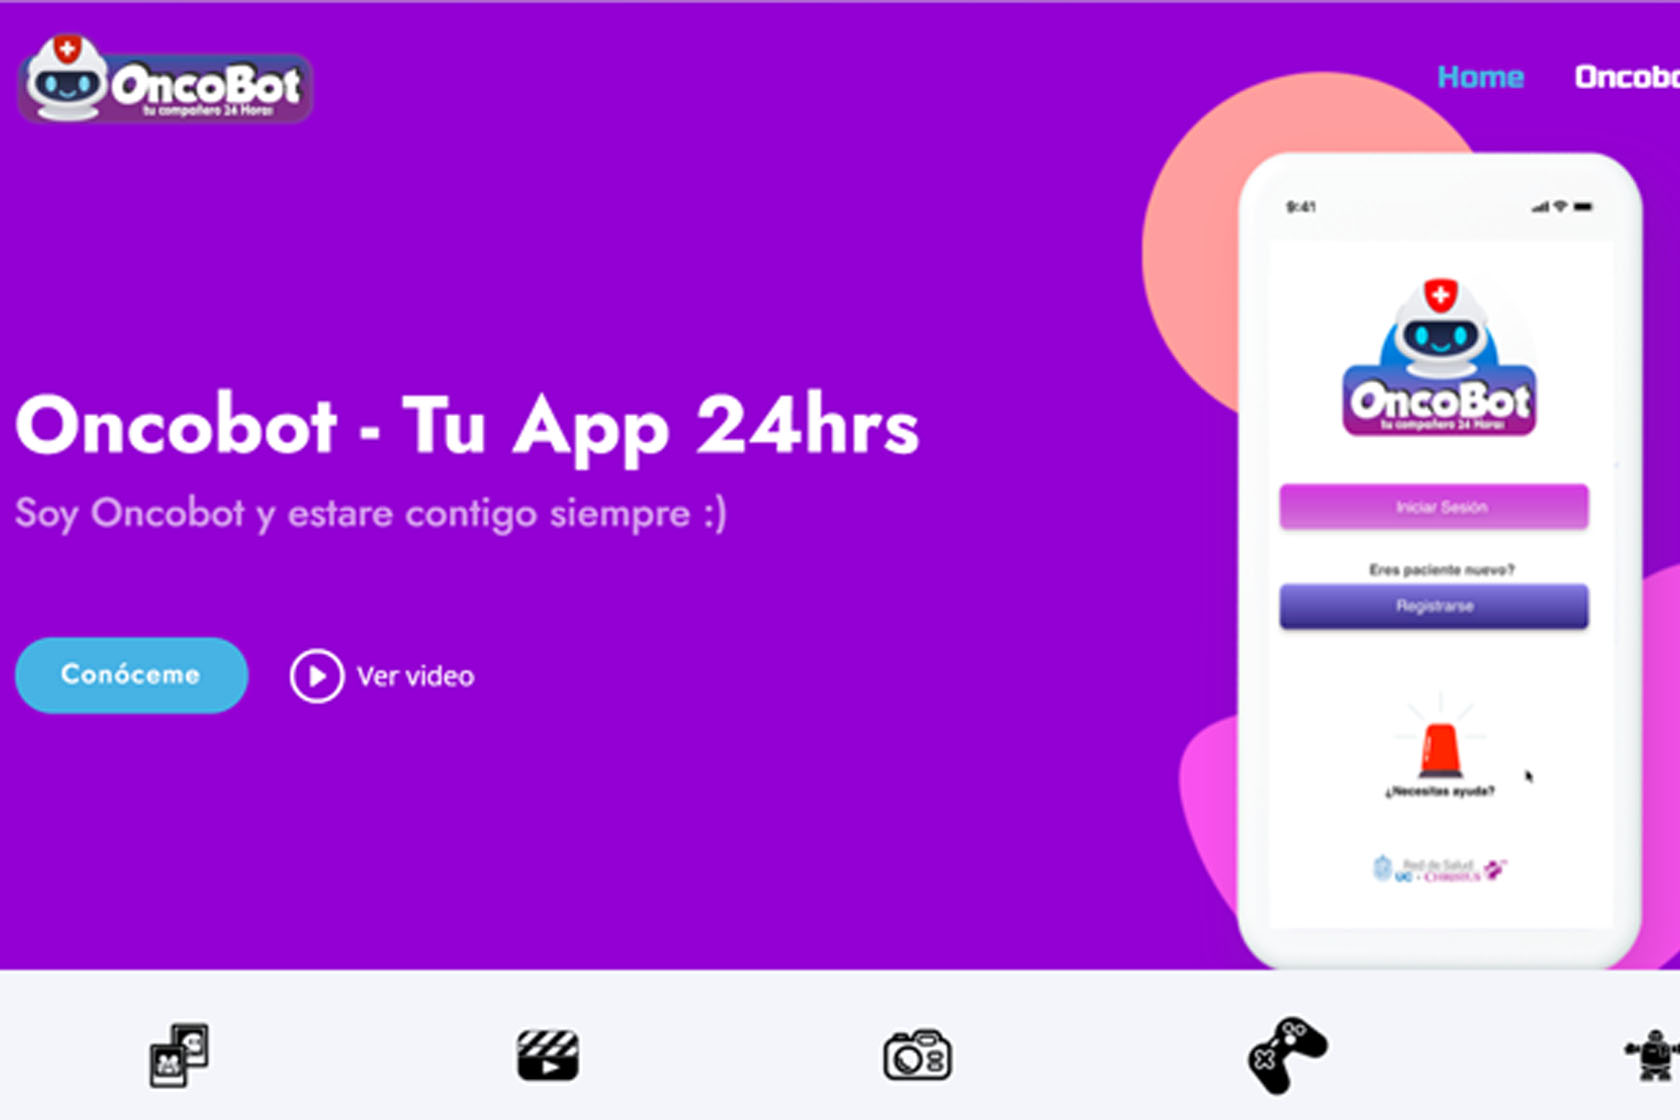 OncoBot
tu compañero 24 Horas
Home
Oncobot - Tu App 24hrs
Soy Oncobot y estare contigo siempre :)
Conóceme
Ver video
9:41
OncoBot
tu compañero 24 Horas
Iniciar Sesión
Eres paciente nuevo?
Registrarse
¿Necesitas ayuda?
Red de Salud
UC · CHRISTUS